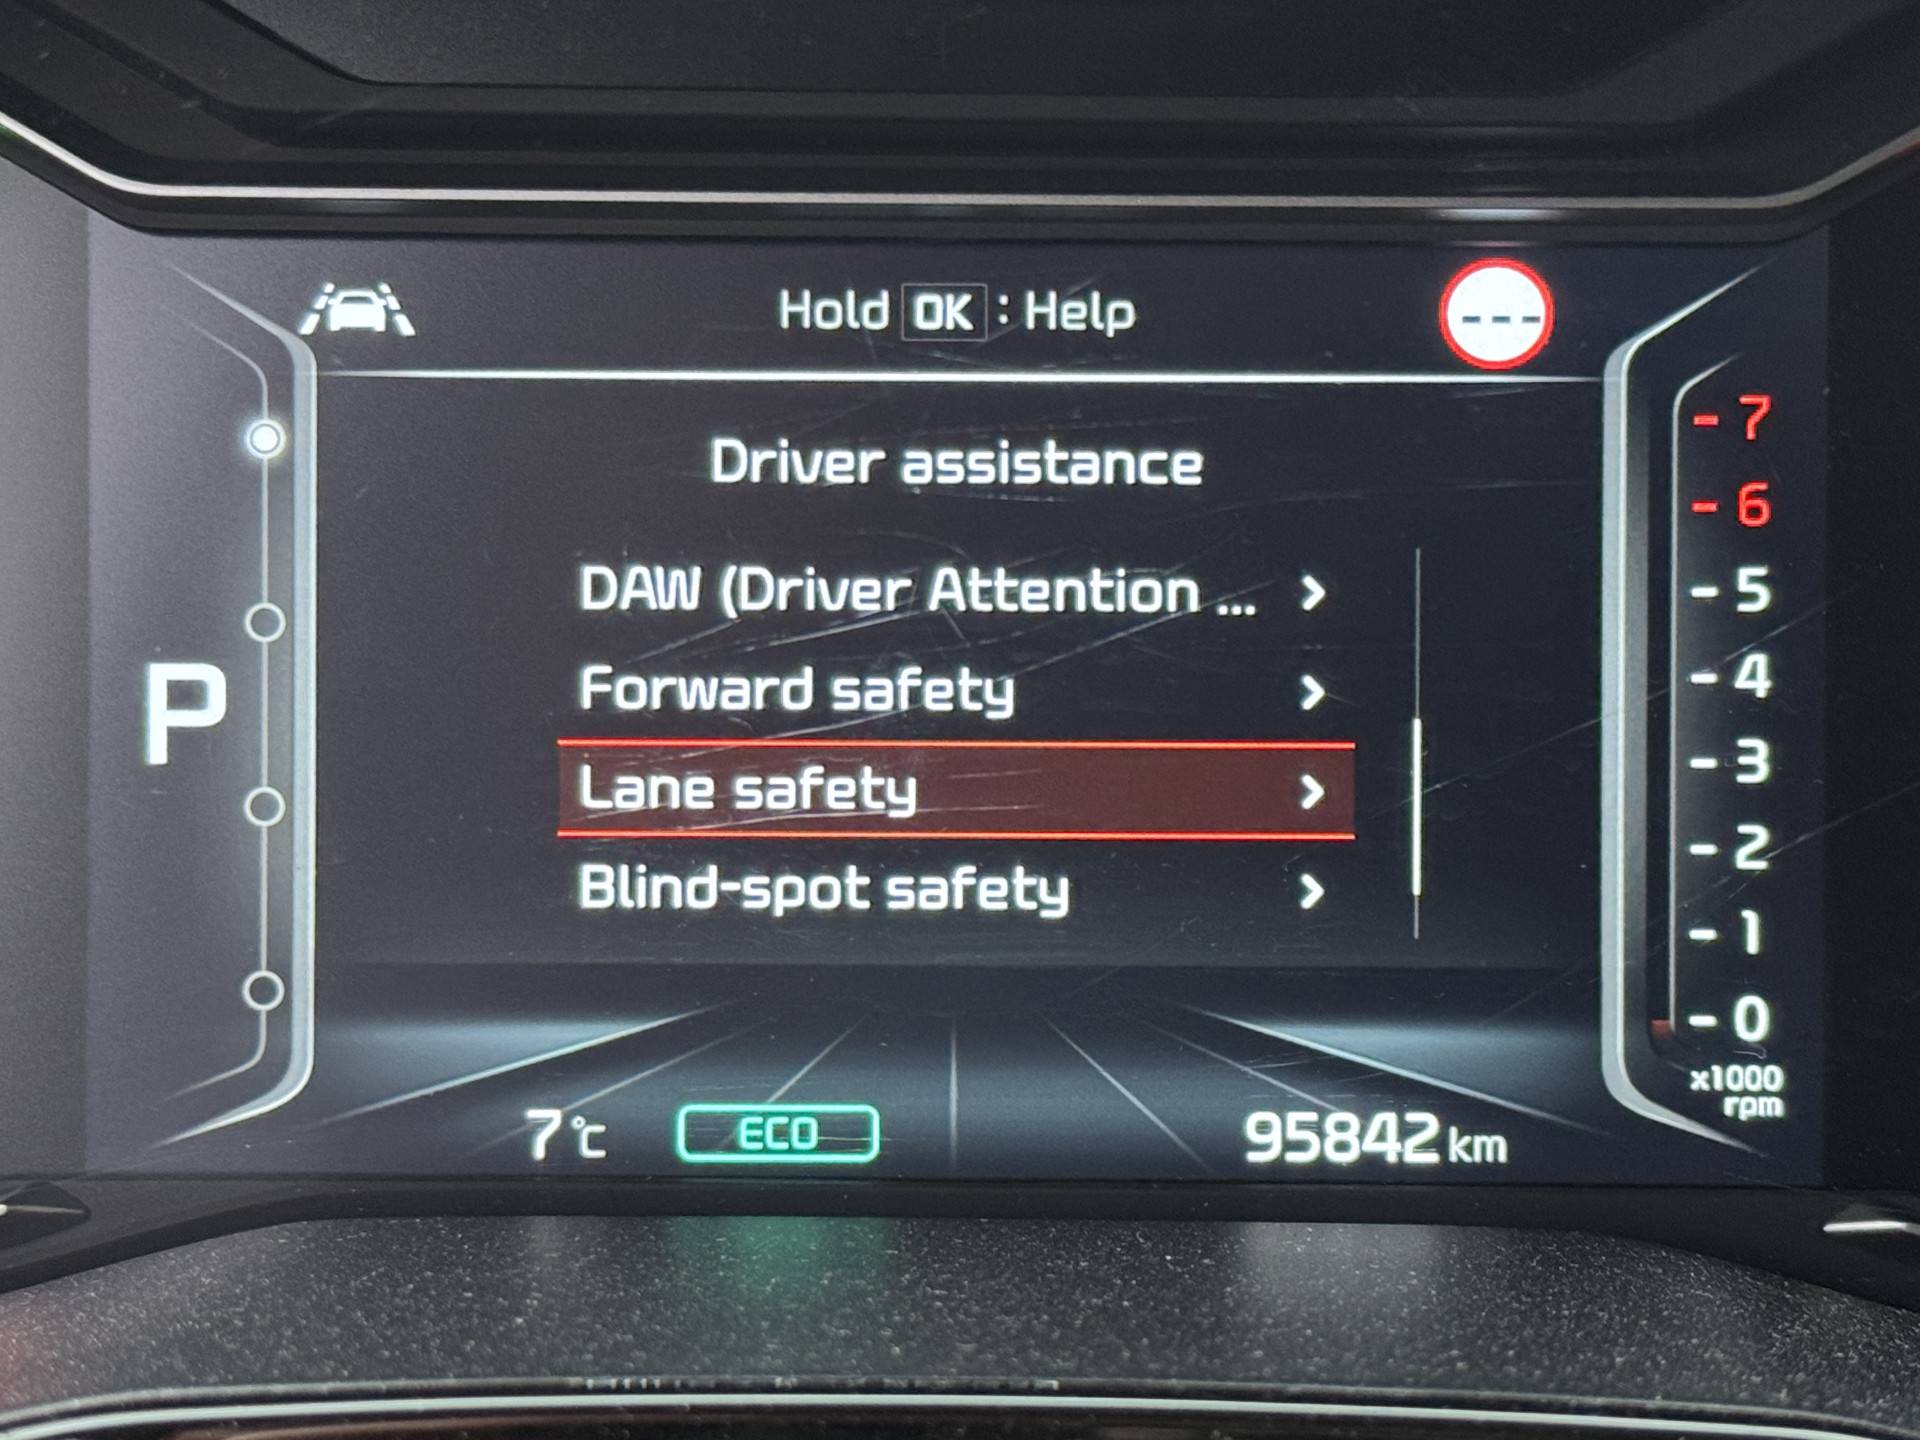 Hold OK : Help
---
Driver assistance
DAW (Driver Attention ...
Forward safety
Lane safety
Blind-spot safety
P
- 7
- 6
- 5
- 4
- 3
- 2
- 1
- 0
x1000
rpm
7 °C
ECO
95842 km